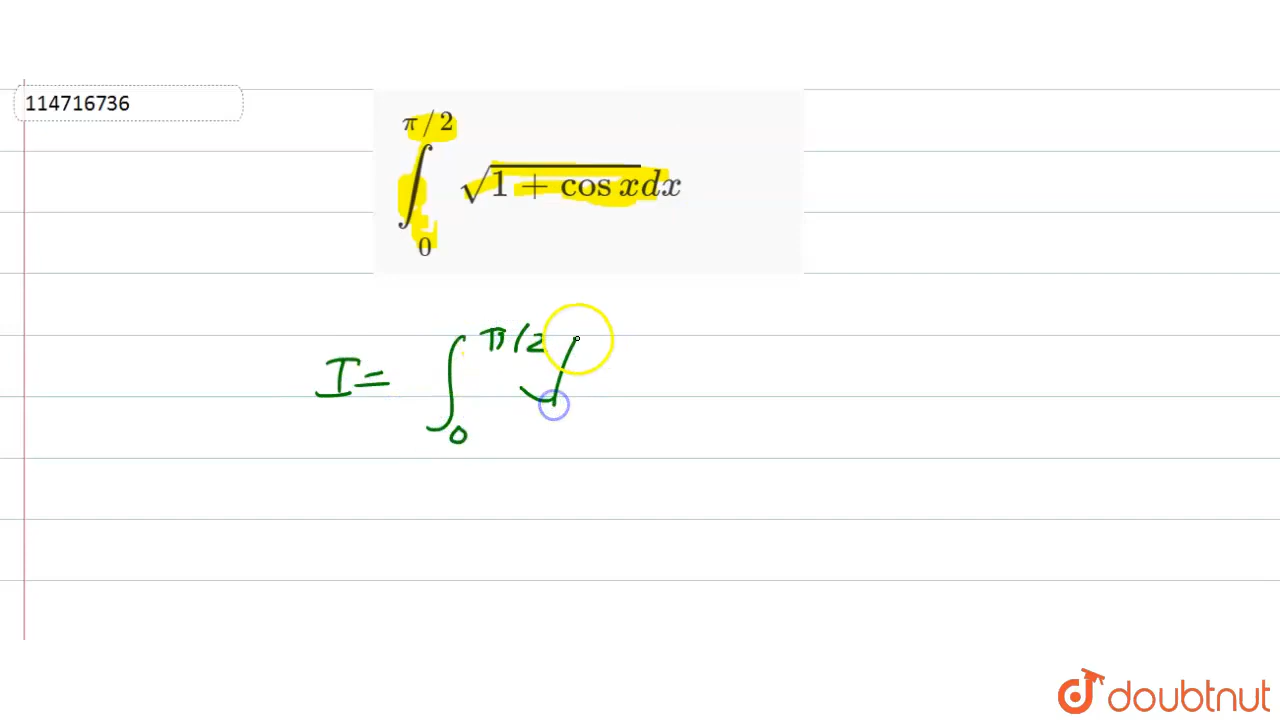 114716736
π/2
∫ √1 + cos xdx
0
I = ∫ π/2 √
0
doubtnut